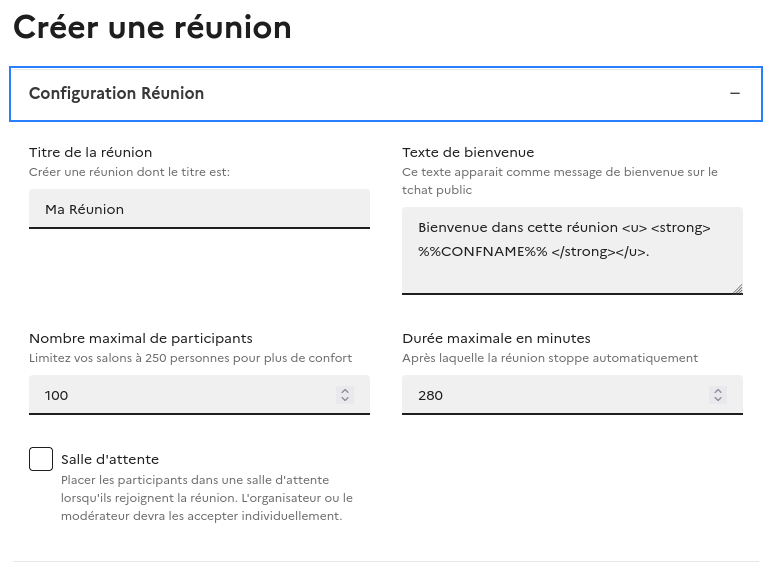 Créer une réunion
Configuration Réunion
Titre de la réunion
Créer une réunion dont le titre est:
Ma Réunion
Texte de bienvenue
Ce texte apparait comme message de bienvenue sur le
tchat public
Bienvenue dans cette réunion <u> <strong>
%%CONFNAME%% </strong></u>.
Nombre maximal de participants
Limitez vos salons à 250 personnes pour plus de confort
100
Durée maximale en minutes
Après laquelle la réunion stoppe automatiquement
280
Salle d'attente
Placer les participants dans une salle d'attente
lorsqu'ils rejoignent la réunion. L'organisateur ou le
modérateur devra les accepter individuellement.